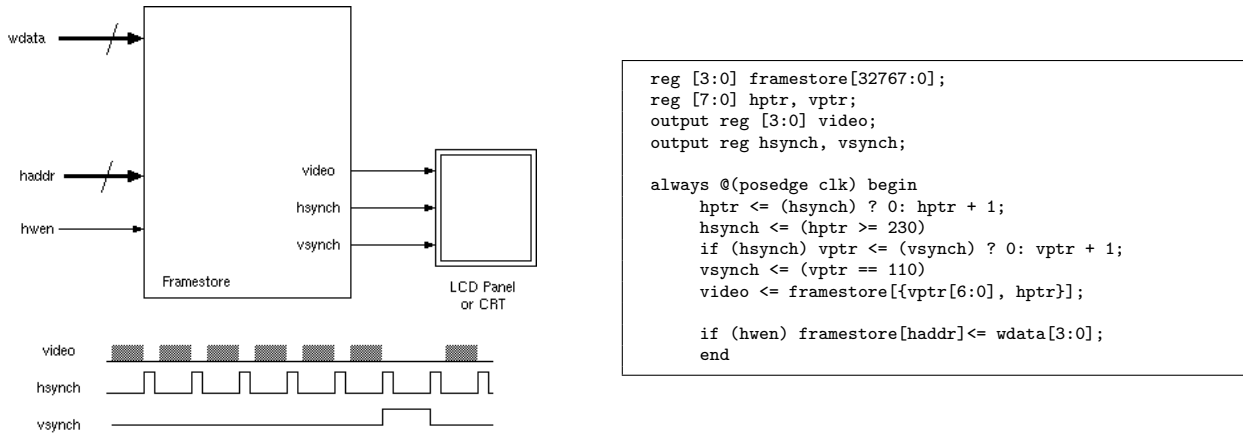 wdata
haddr
hwen
video
hsynch
vsynch
Framestore
LCD Panel
or CRT
video
hsynch
vsynch
reg [3:0] framestore[32767:0];
reg [7:0] hptr, vptr;
output reg [3:0] video;
output reg hsynch, vsynch;
always @(posedge clk) begin
hptr <= (hsynch) ? 0: hptr + 1;
hsynch <= (hptr >= 230)
if (hsynch) vptr <= (vsynch) ? 0: vptr + 1;
vsynch <= (vptr == 110)
video <= framestore[{vptr[6:0], hptr}];
if (hwen) framestore[haddr]<= wdata[3:0];
end